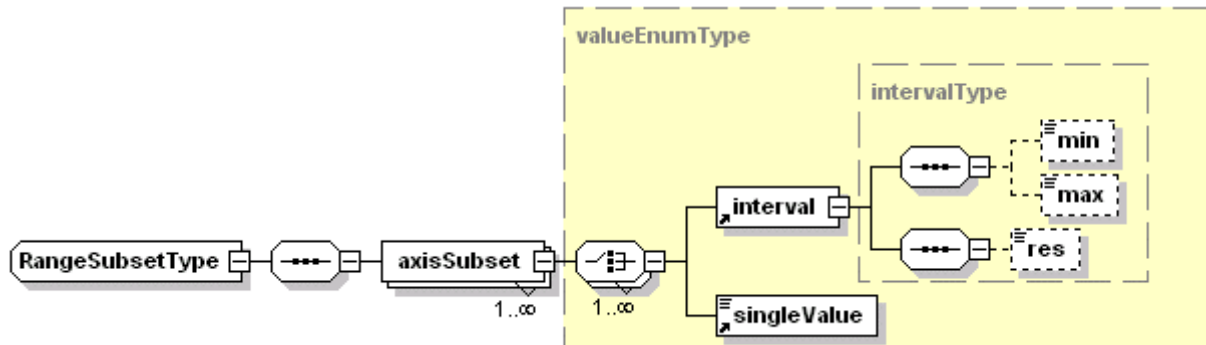 valueEnumType
intervalType
min
max
interval
res
RangeSubsetType
axisSubset
1..∞
1..∞
singleValue